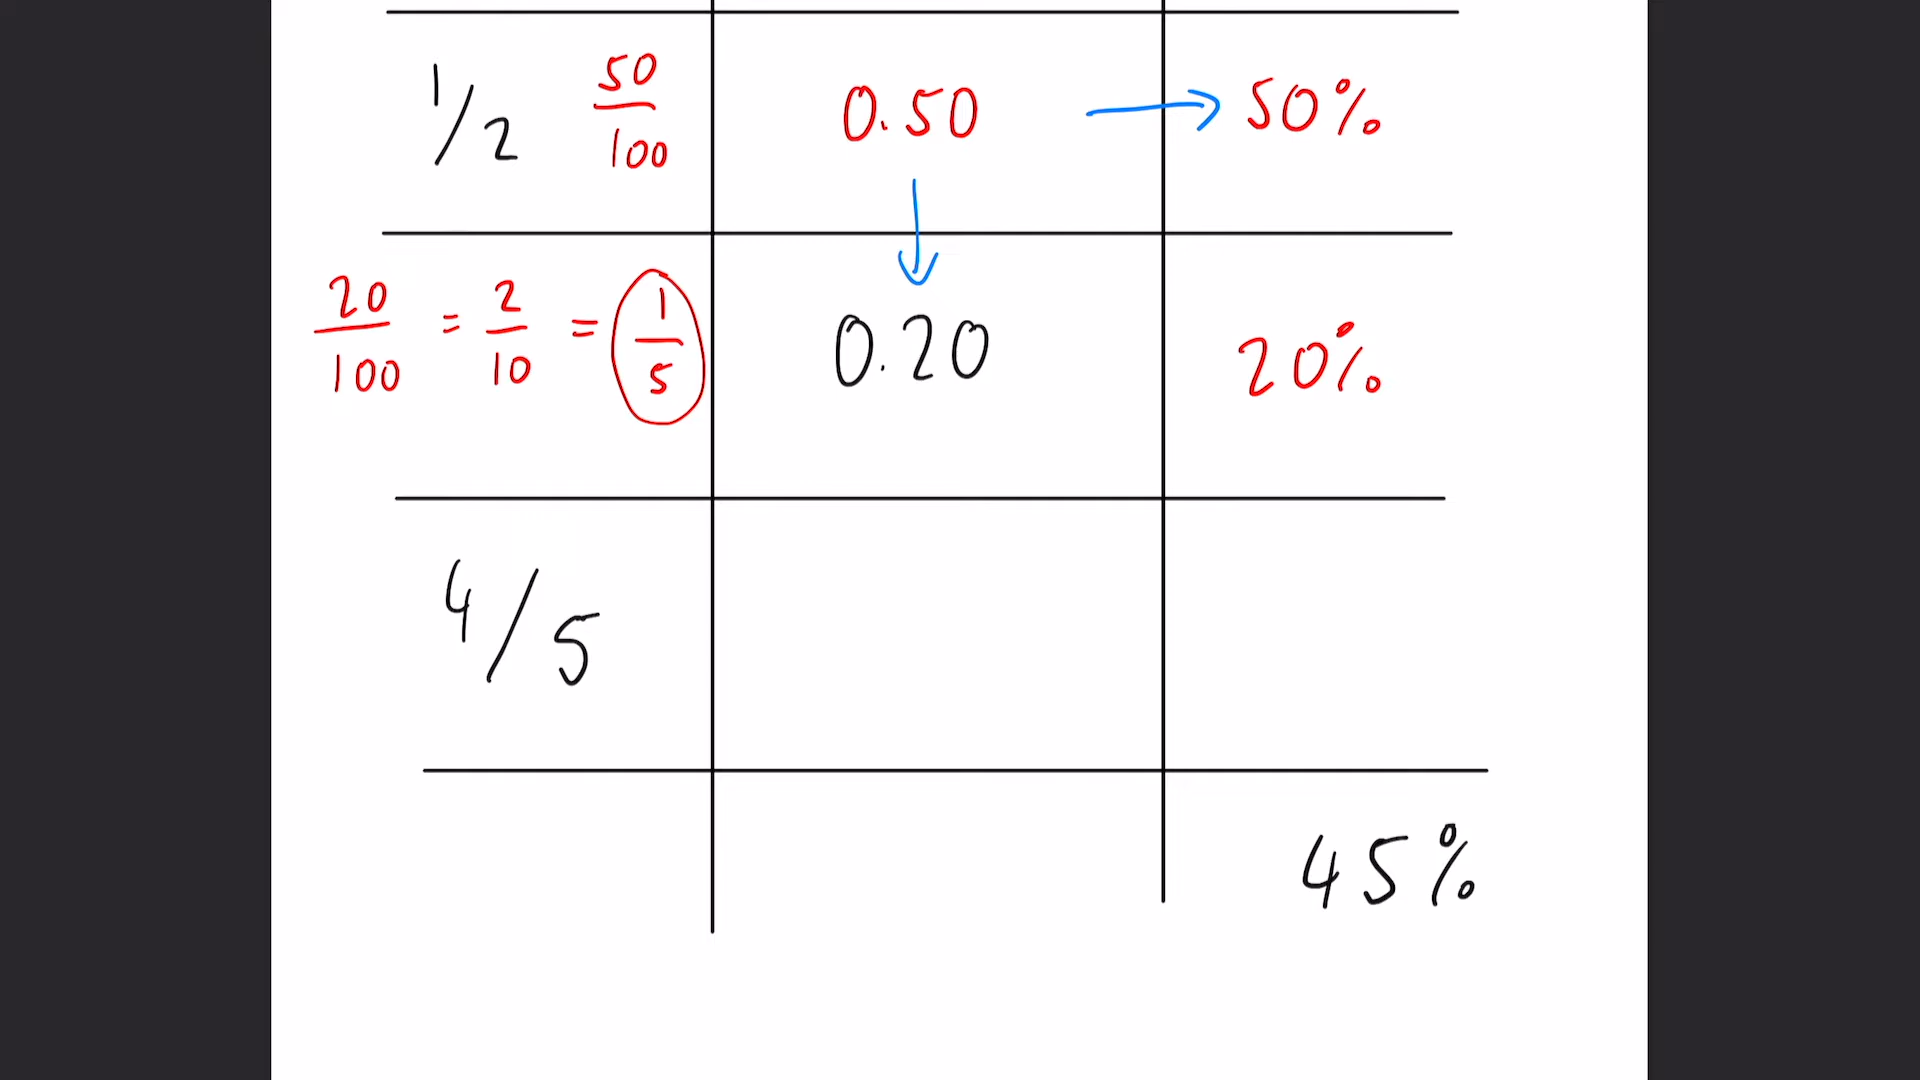 1/2 50/100 0.50 → 50%
20/100 = 2/10 = 1/5 0.20 20%
4/5
45%